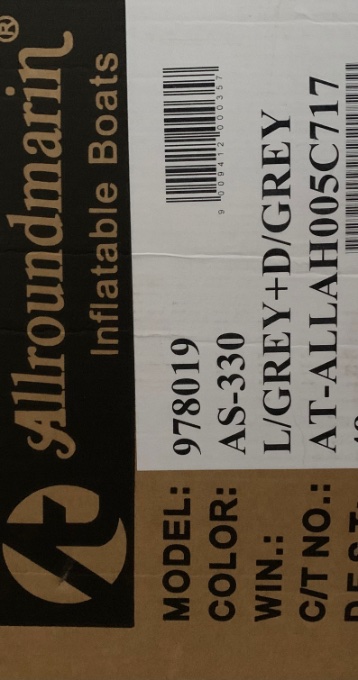 Allroundmarin®
Inflatable Boats
9 009412 000357
MODEL: 978019
COLOR: AS-330
WIN.: L/GREY+D/GREY
C/T NO.: AT-ALLAH005C717